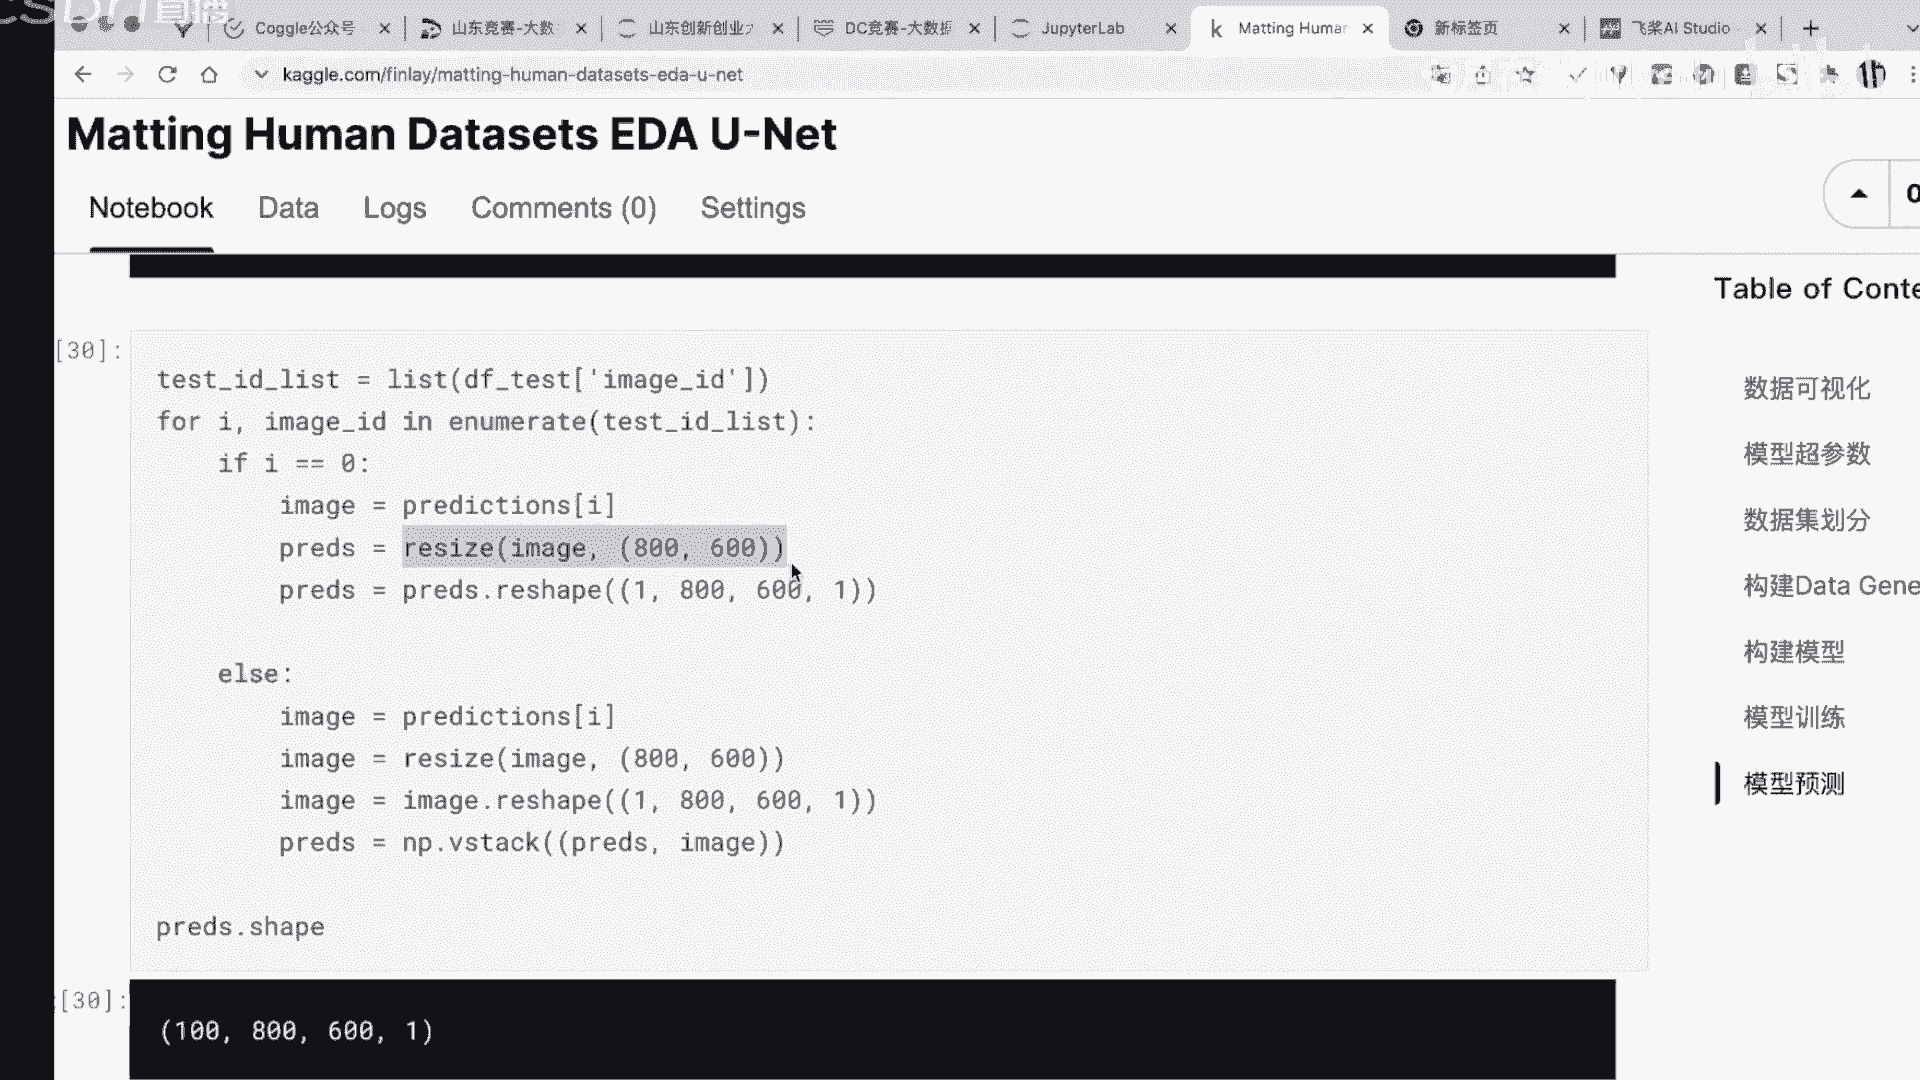 直播
Coggle公众号
山东竞赛-大数
山东创新创业大
DC竞赛-大数据
JupyterLab
Matting Human
新标签页
飞桨AI Studio
kaggle.com/finlay/matting-human-datasets-eda-u-net
Matting Human Datasets EDA U-Net
Notebook Data Logs Comments (0) Settings
0
Table of Conte
数据可视化
模型超参数
数据集划分
构建Data Gene
构建模型
模型训练
模型预测
[30]:
test_id_list = list(df_test['image_id'])
for i, image_id in enumerate(test_id_list):
    if i == 0:
        image = predictions[i]
        preds = resize(image, (800, 600))
        preds = preds.reshape((1, 800, 600, 1))
    else:
        image = predictions[i]
        image = resize(image, (800, 600))
        image = image.reshape((1, 800, 600, 1))
        preds = np.vstack((preds, image))
preds.shape
[30]:
(100, 800, 600, 1)